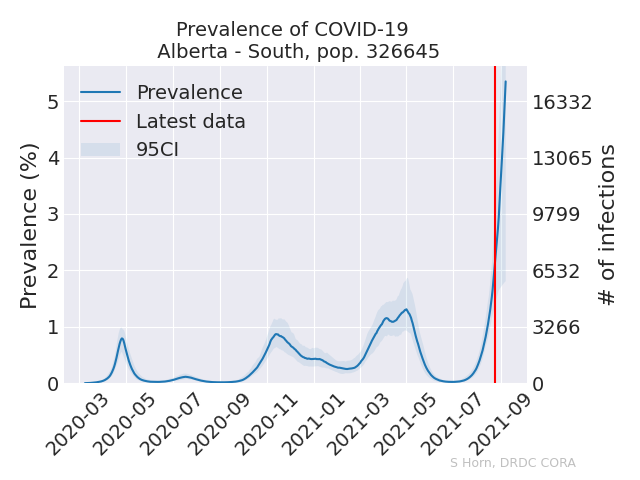 Prevalence of COVID-19
Alberta - South, pop. 326645
Prevalence
Latest data
95CI
Prevalence (%)
5
4
3
2
1
0
16332
13065
9799
6532
3266
0
# of infections
2020-03
2020-05
2020-07
2020-09
2020-11
2021-01
2021-03
2021-05
2021-07
2021-09
S Horn, DRDC CORA